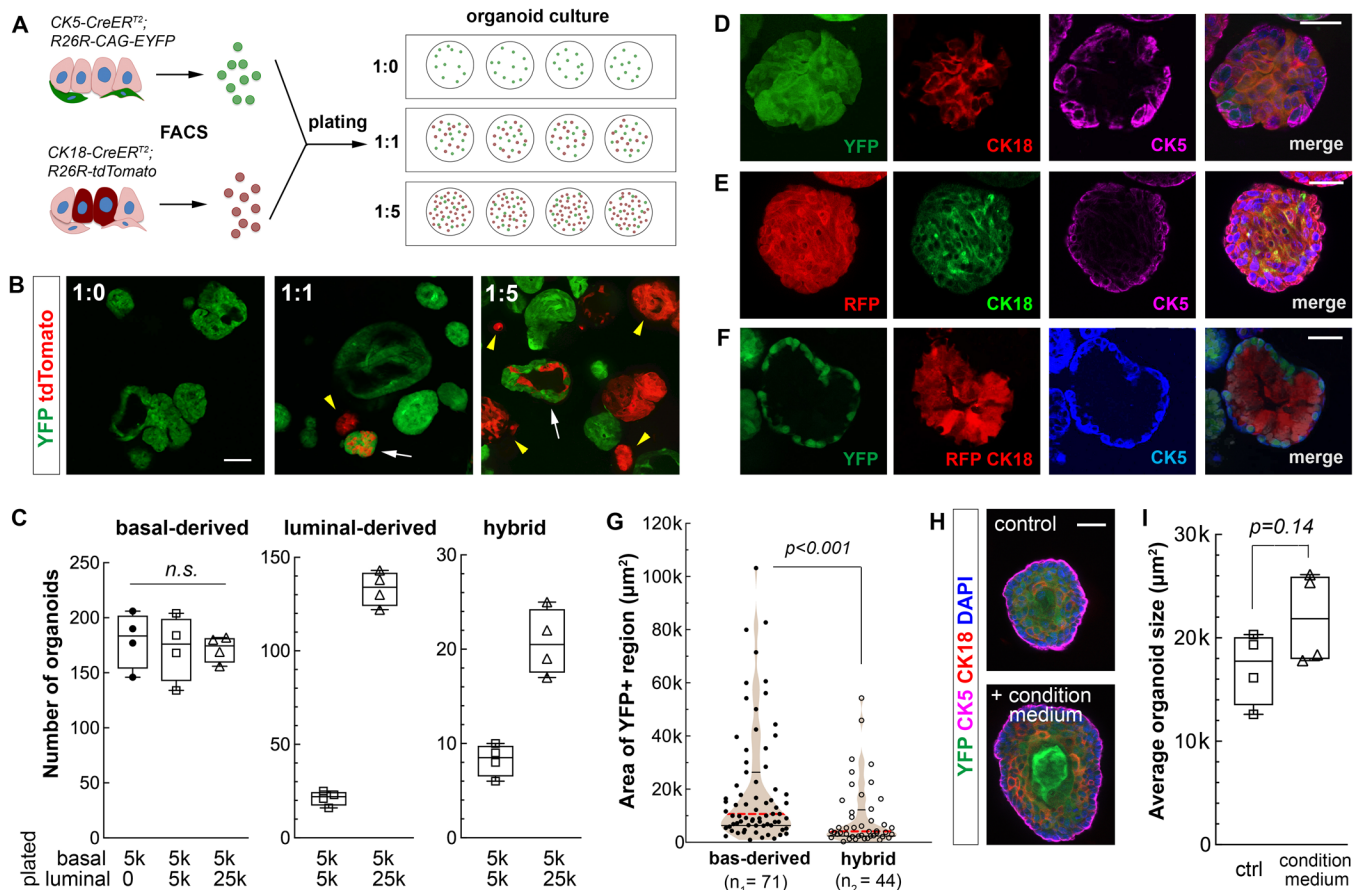 A
CK5-CreERT2;
R26R-CAG-EYFP
FACS
CK18-CreERT2;
R26R-tdTomato
plating
organoid culture
1:0
1:1
1:5
B
YFP tdTomato
1:0
1:1
1:5
C
basal-derived
luminal-derived
hybrid
Number of organoids
250
200
150
100
50
0
n.s.
150
100
50
0
30
20
10
0
plated
basal 5k 5k 5k 5k 5k 5k 5k
luminal 0 5k 25k 5k 25k 5k 25k
D
YFP
CK18
CK5
merge
E
RFP
CK18
CK5
merge
F
YFP
RFP CK18
CK5
merge
G
Area of YFP+ region (µm²)
120k
100k
80k
60k
40k
20k
0
p<0.001
bas-derived
(n1= 71)
hybrid
(n2= 44)
H
YFP CK5 CK18 DAPI
control
+ condition
medium
I
Average organoid size (µm²)
30k
20k
10k
0
p=0.14
ctrl
condition
medium